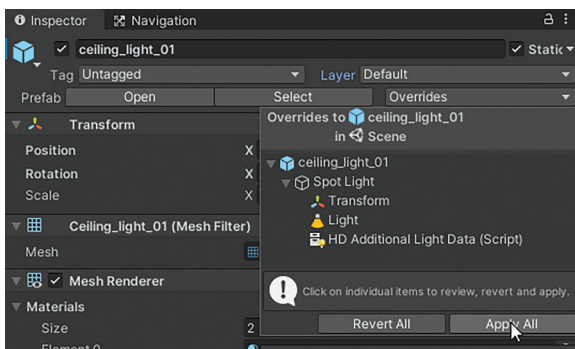 Inspector Navigation
ceiling_light_01 Static
Tag Untagged Layer Default
Prefab Open Select Overrides
Overrides to ceiling_light_01
in Scene
Transform
Position X
Rotation X
Scale X
ceiling_light_01
Spot Light
Transform
Light
HD Additional Light Data (Script)
Ceiling_light_01 (Mesh Filter)
Mesh
Mesh Renderer
Click on individual items to review, revert and apply.
Materials
Size 2
Revert All Apply All
Element 0